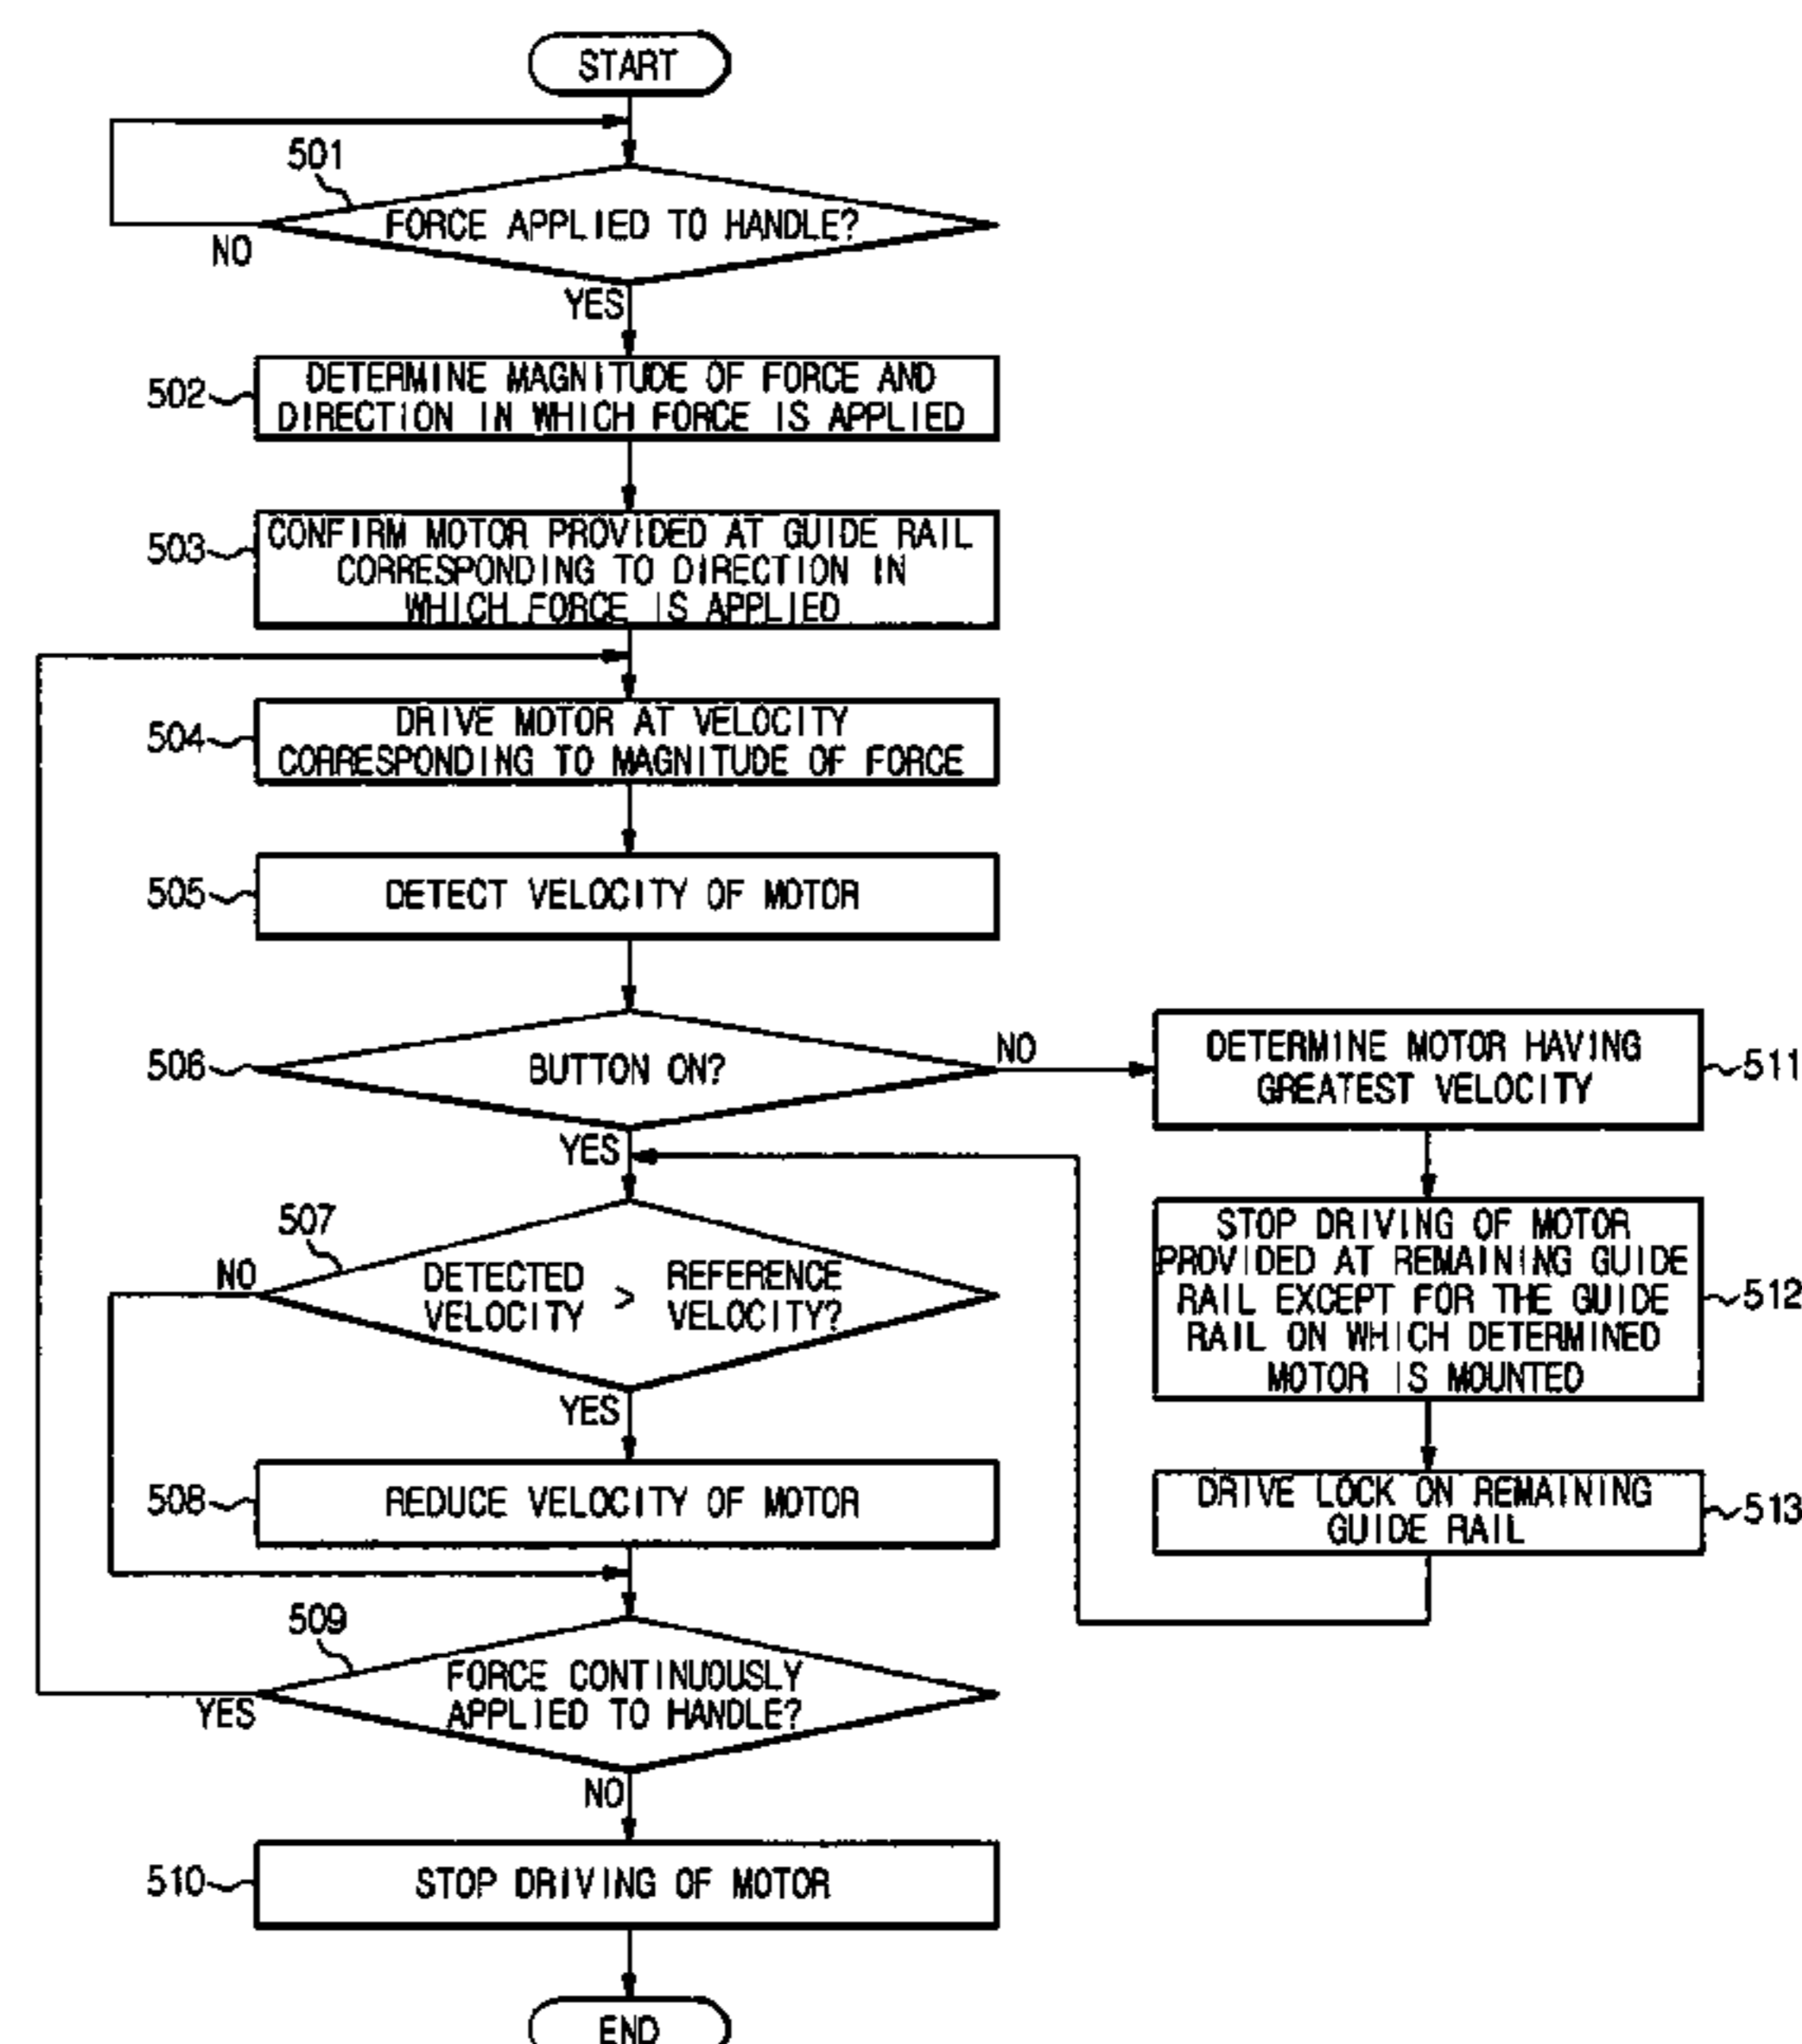 START
501
FORCE APPLIED TO HANDLE?
NO
YES
502
DETERMINE MAGNITUDE OF FORCE AND
DIRECTION IN WHICH FORCE IS APPLIED
503
CONFIRM MOTOR PROVIDED AT GUIDE RAIL
CORRESPONDING TO DIRECTION IN
WHICH FORCE IS APPLIED
504
DRIVE MOTOR AT VELOCITY
CORRESPONDING TO MAGNITUDE OF FORCE
505
DETECT VELOCITY OF MOTOR
506
BUTTON ON?
NO
YES
DETERMINE MOTOR HAVING
GREATEST VELOCITY
511
STOP DRIVING OF MOTOR
PROVIDED AT REMAINING GUIDE
RAIL EXCEPT FOR THE GUIDE
RAIL ON WHICH DETERMINED
MOTOR IS MOUNTED
512
DRIVE LOCK ON REMAINING
GUIDE RAIL
513
507
NO
DETECTED VELOCITY > REFERENCE VELOCITY?
YES
508
REDUCE VELOCITY OF MOTOR
509
FORCE CONTINUOUSLY
APPLIED TO HANDLE?
YES
NO
510
STOP DRIVING OF MOTOR
END